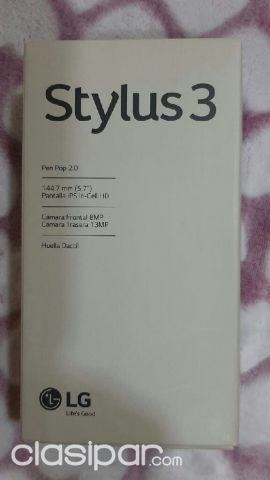 Stylus 3
Pen Pop 2.0
144.7 mm (5.7")
Pantalla IPS In-Cell HD
Cámara Frontal 8MP
Cámara Trasera 13MP
Huella Dactil
LG
Life's Good
clasipar.com